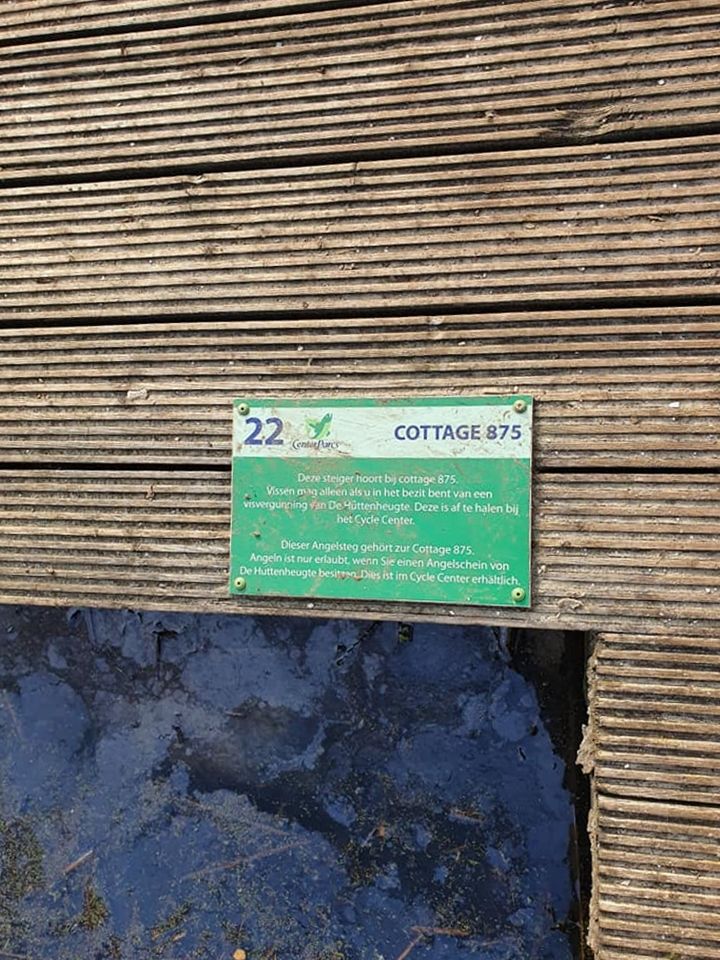 22 CenterParcs COTTAGE 875
Deze steiger hoort bij cottage 875.
Vissen mag alleen als u in het bezit bent van een
visvergunning van De Huttenheugte. Deze is af te halen bij
het Cycle Center.
Dieser Angelsteg gehört zur Cottage 875.
Angeln ist nur erlaubt, wenn Sie einen Angelschein von
De Huttenheugte besitzen. Dies ist im Cycle Center erhältlich.